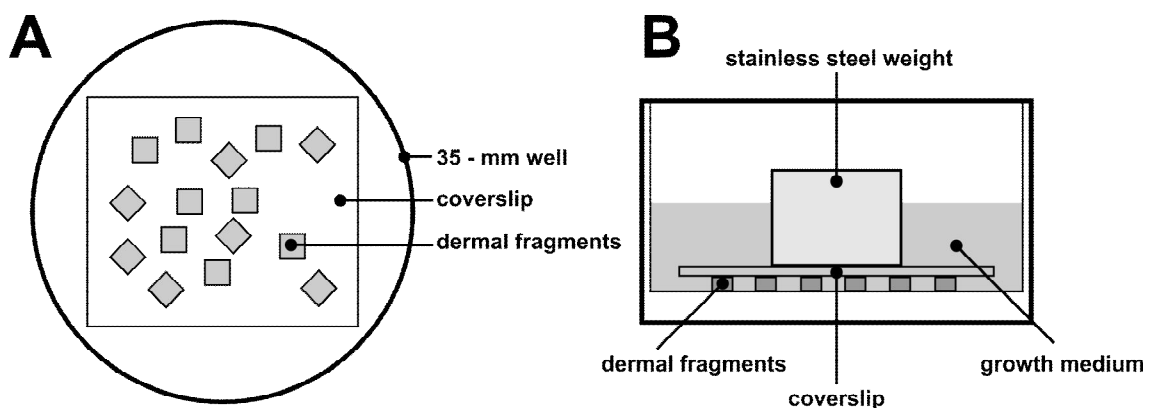 A
35 - mm well
coverslip
dermal fragments
B
stainless steel weight
dermal fragments
growth medium
coverslip